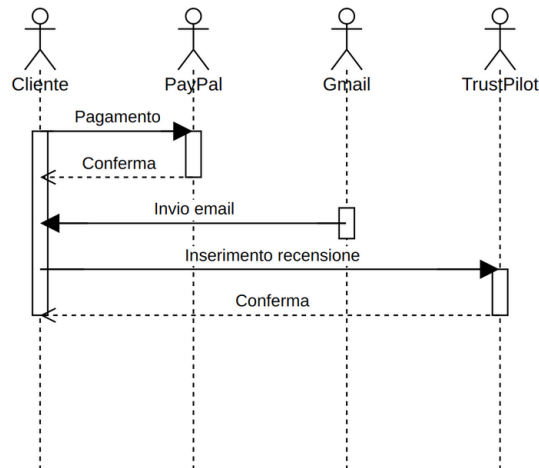 Cliente
PayPal
Gmail
TrustPilot
Pagamento
Conferma
Invio email
Inserimento recensione
Conferma